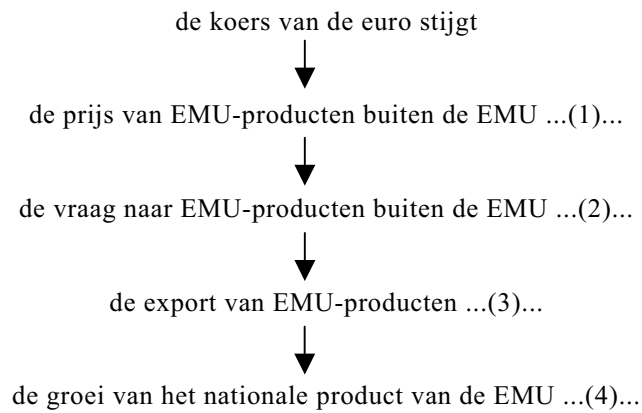 de koers van de euro stijgt
de prijs van EMU-producten buiten de EMU ...(1)...
de vraag naar EMU-producten buiten de EMU ...(2)...
de export van EMU-producten ...(3)...
de groei van het nationale product van de EMU ...(4)...